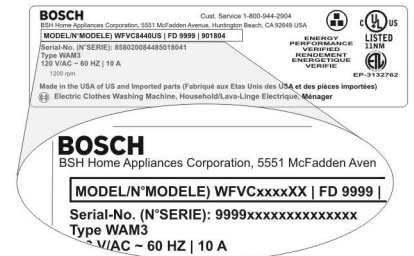 BOSCH
Cust. Service 1-800-944-2904
BSH Home Appliances Corporation, 5551 McFadden Avenue, Huntington Beach, CA 92649 USA
MODEL/N°MODELE) WFVC8440US | FD 9999 | 901804
Serial-No. (N°SERIE): 858020084485018041
Type WAM3
120 V/AC ~ 60 HZ | 10 A
1200 rpm
Made in the USA of US and Imported parts (Fabriqué aux Etats Unis des USA et des pièces importées)
Electric Clothes Washing Machine, Household/Lava-Linge Electrique, Ménager
ENERGY
PERFORMANCE
VERIFIED
RENDEMENT
ENERGETIQUE
VERIFIE
C UL US
LISTED
11NM
ETL
EP-3132762
BOSCH
BSH Home Appliances Corporation, 5551 McFadden Aven
MODEL/N°MODELE) WFVCxxxxXX | FD 9999 |
Serial-No. (N°SERIE): 9999xxxxxxxxxxxxxx
Type WAM3
V/AC ~ 60 HZ | 10 A